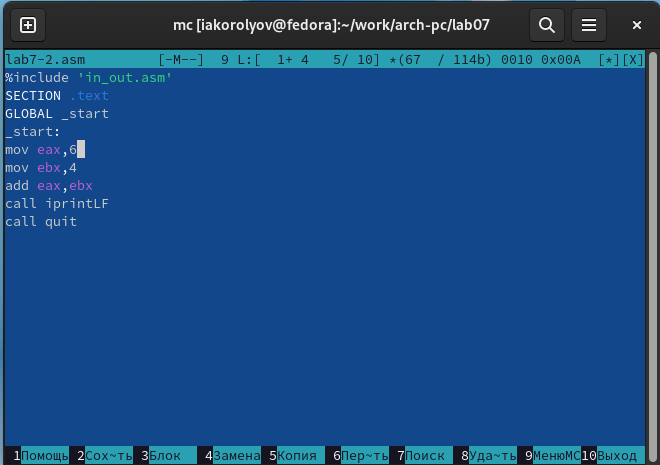 mc [iakorolyov@fedora]:~/work/arch-pc/lab07
lab7-2.asm [-M--] 9 L:[ 1+ 4 5/ 10] *(67 / 114b) 0010 0x00A [*][X]
%include 'in_out.asm'
SECTION .text
GLOBAL _start
_start:
mov eax,6
mov ebx,4
add eax,ebx
call iprintLF
call quit
1Помощь 2Сох~ть 3Блок 4Замена 5Копия 6Пер~ть 7Поиск 8Уда~ть 9МенюMC 10Выход